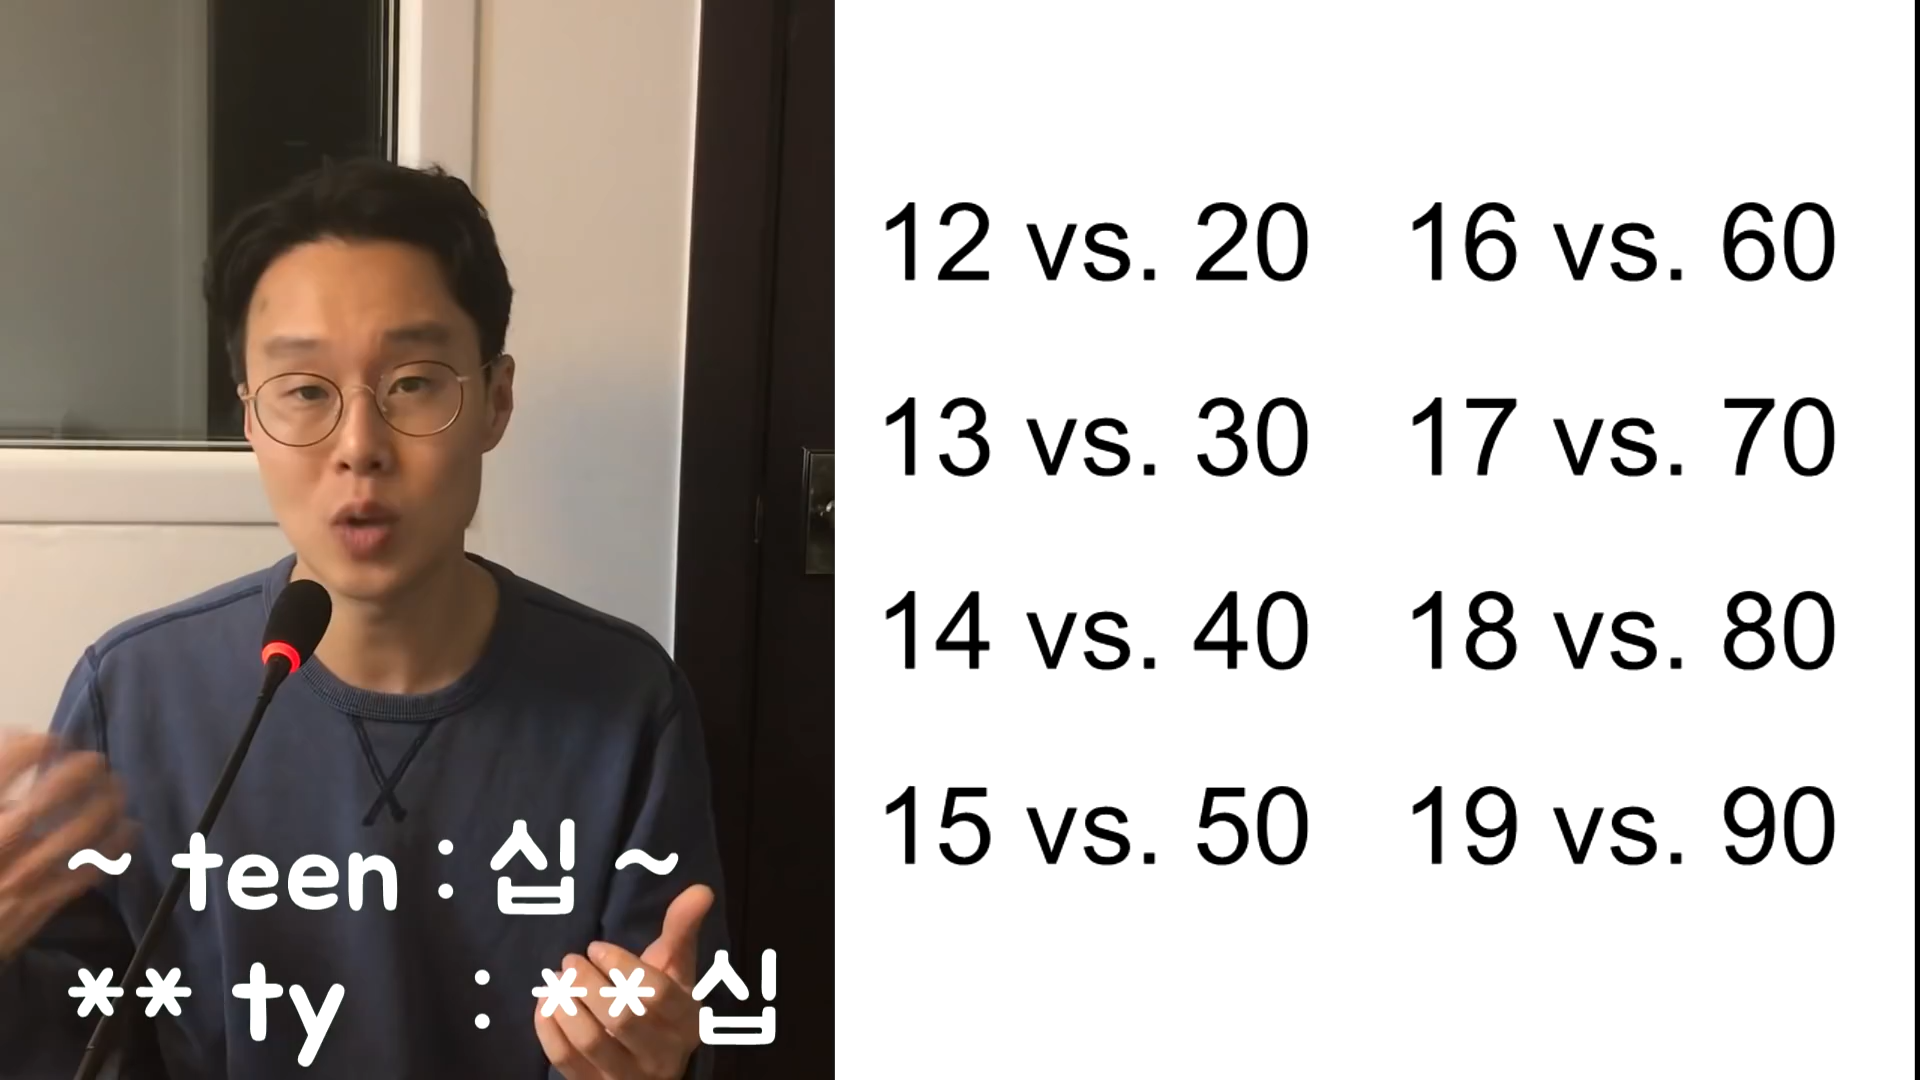 ~ teen : 십 ~
** ty : ** 십
12 vs. 20 16 vs. 60
13 vs. 30 17 vs. 70
14 vs. 40 18 vs. 80
15 vs. 50 19 vs. 90